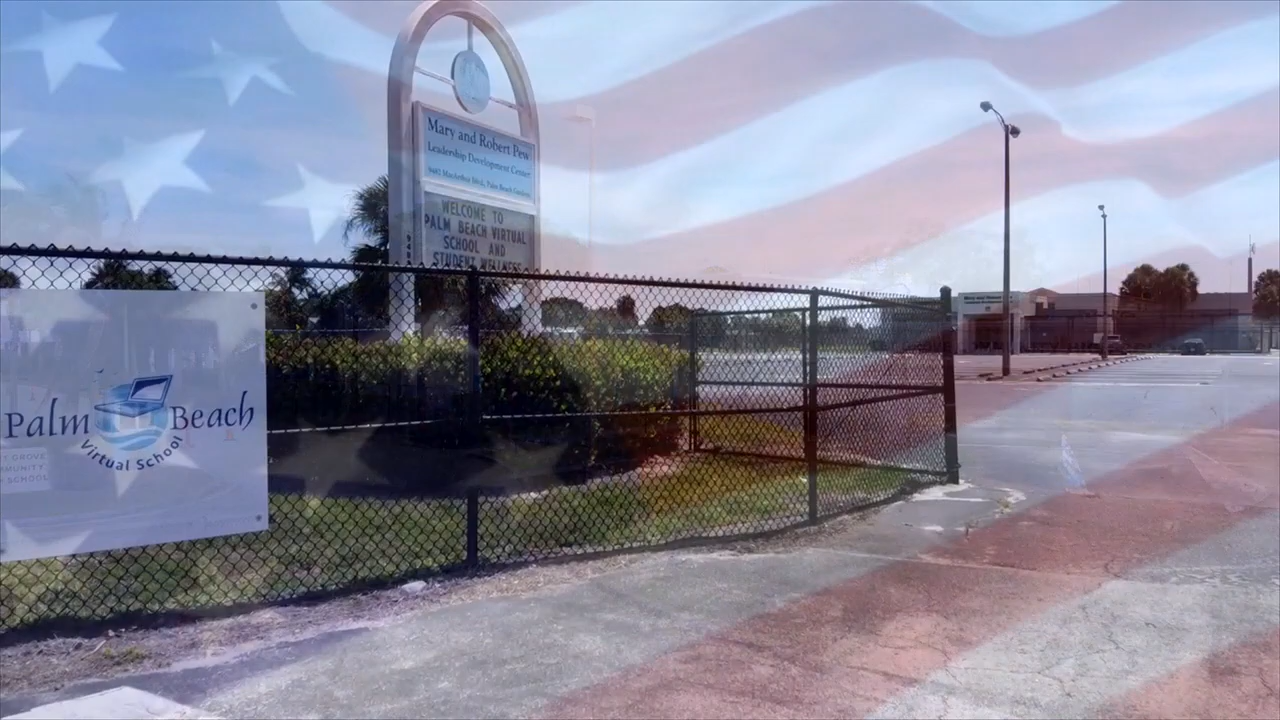 Mary and Robert Pew
Leadership Development Center
WELCOME TO
PALM BEACH VIRTUAL
SCHOOL AND
STUDENT WELLNESS
Palm Beach
Virtual School